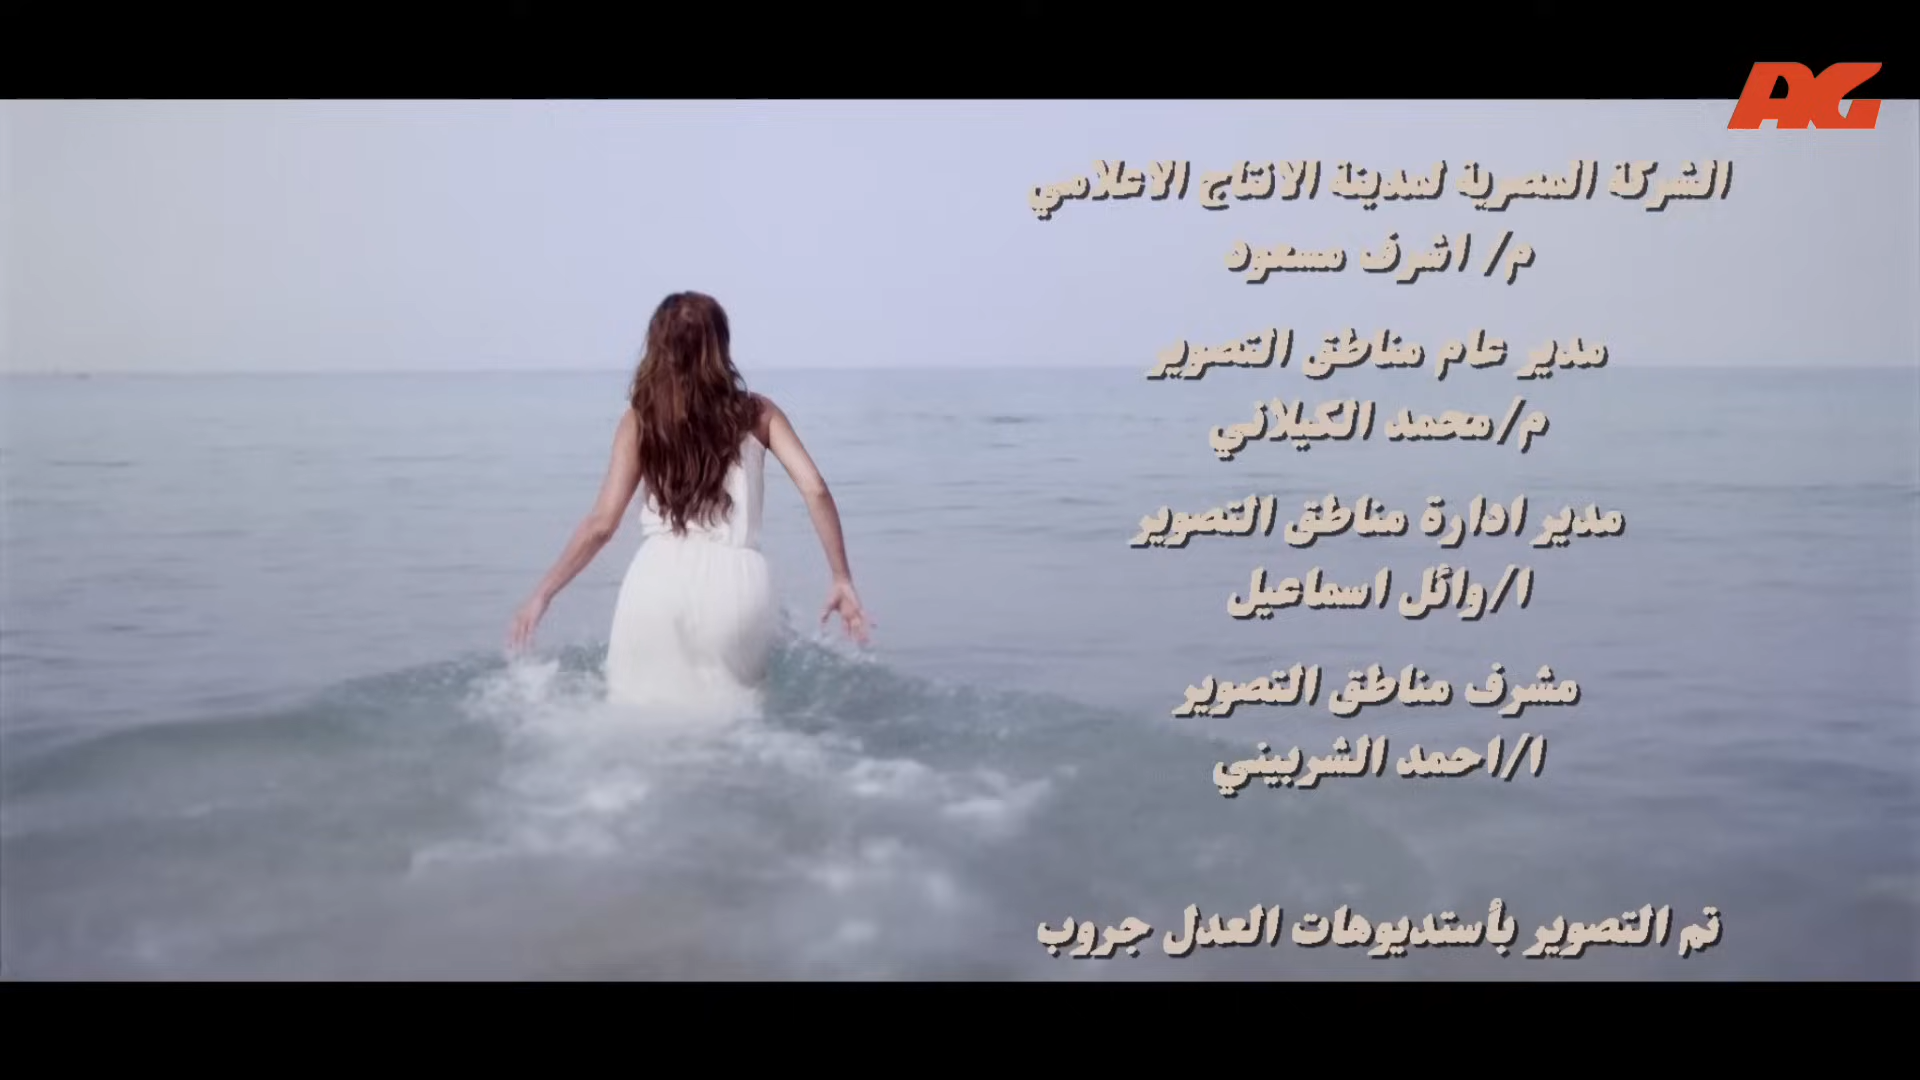 AG
الشركة المصرية لمدينة الانتاج الاعلامي
م/ اشرف مسعود
مدير عام مناطق التصوير
م/محمد الكيلاني
مدير ادارة مناطق التصوير
ا/وائل اسماعيل
مشرف مناطق التصوير
ا/احمد الشربيني
تم التصوير بأستديوهات العدل جروب